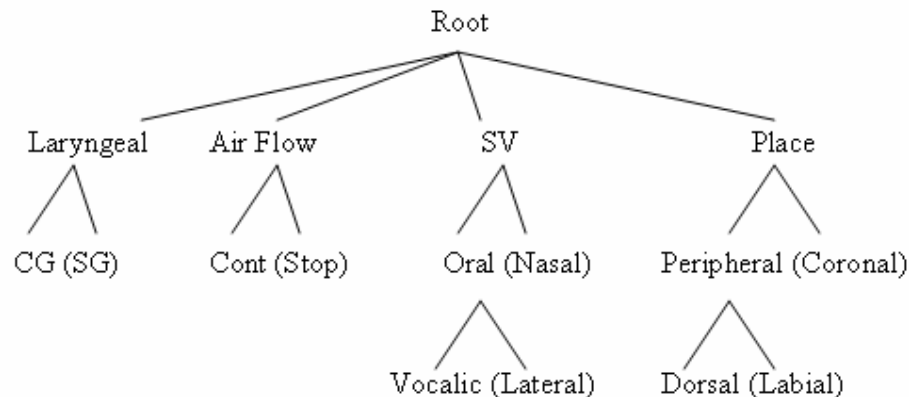 Root
Laryngeal Air Flow SV Place
CG (SG) Cont (Stop) Oral (Nasal) Peripheral (Coronal)
Vocalic (Lateral) Dorsal (Labial)